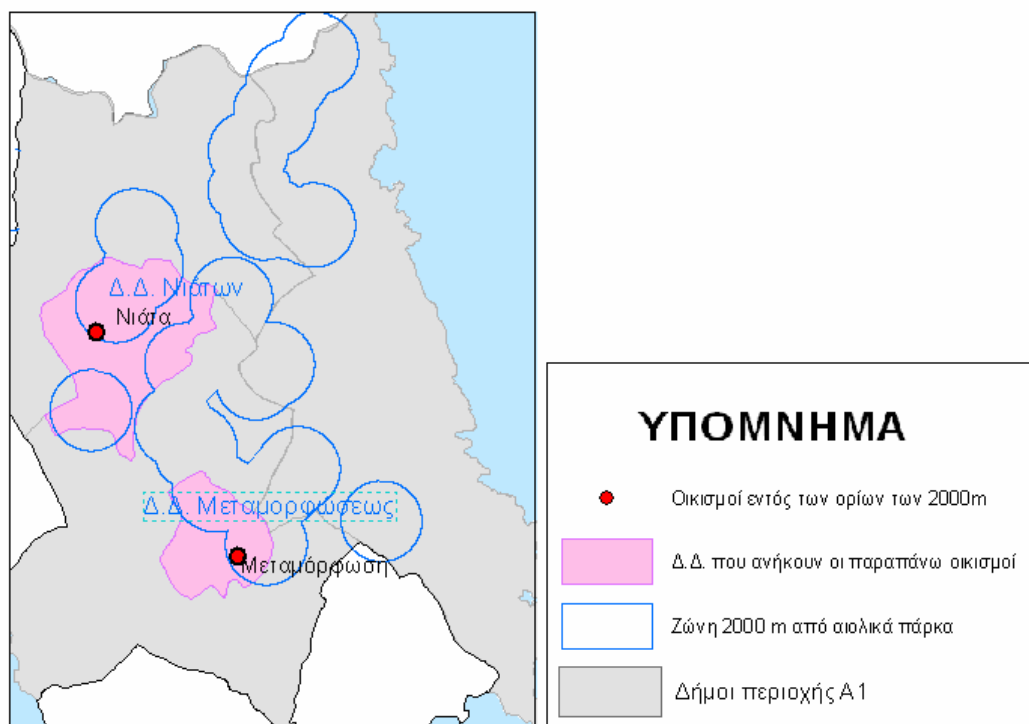 Δ.Δ. Νιάτων
Νιάτα
Δ.Δ. Μεταμορφώσεως
Μεταμόρφωση
ΥΠΟΜΝΗΜΑ
Οικισμοί εντός των ορίων των 2000m
Δ.Δ. που ανήκουν οι παραπάνω οικισμοί
Ζώνη 2000 m από αιολικά πάρκα
Δήμοι περιοχής Α1